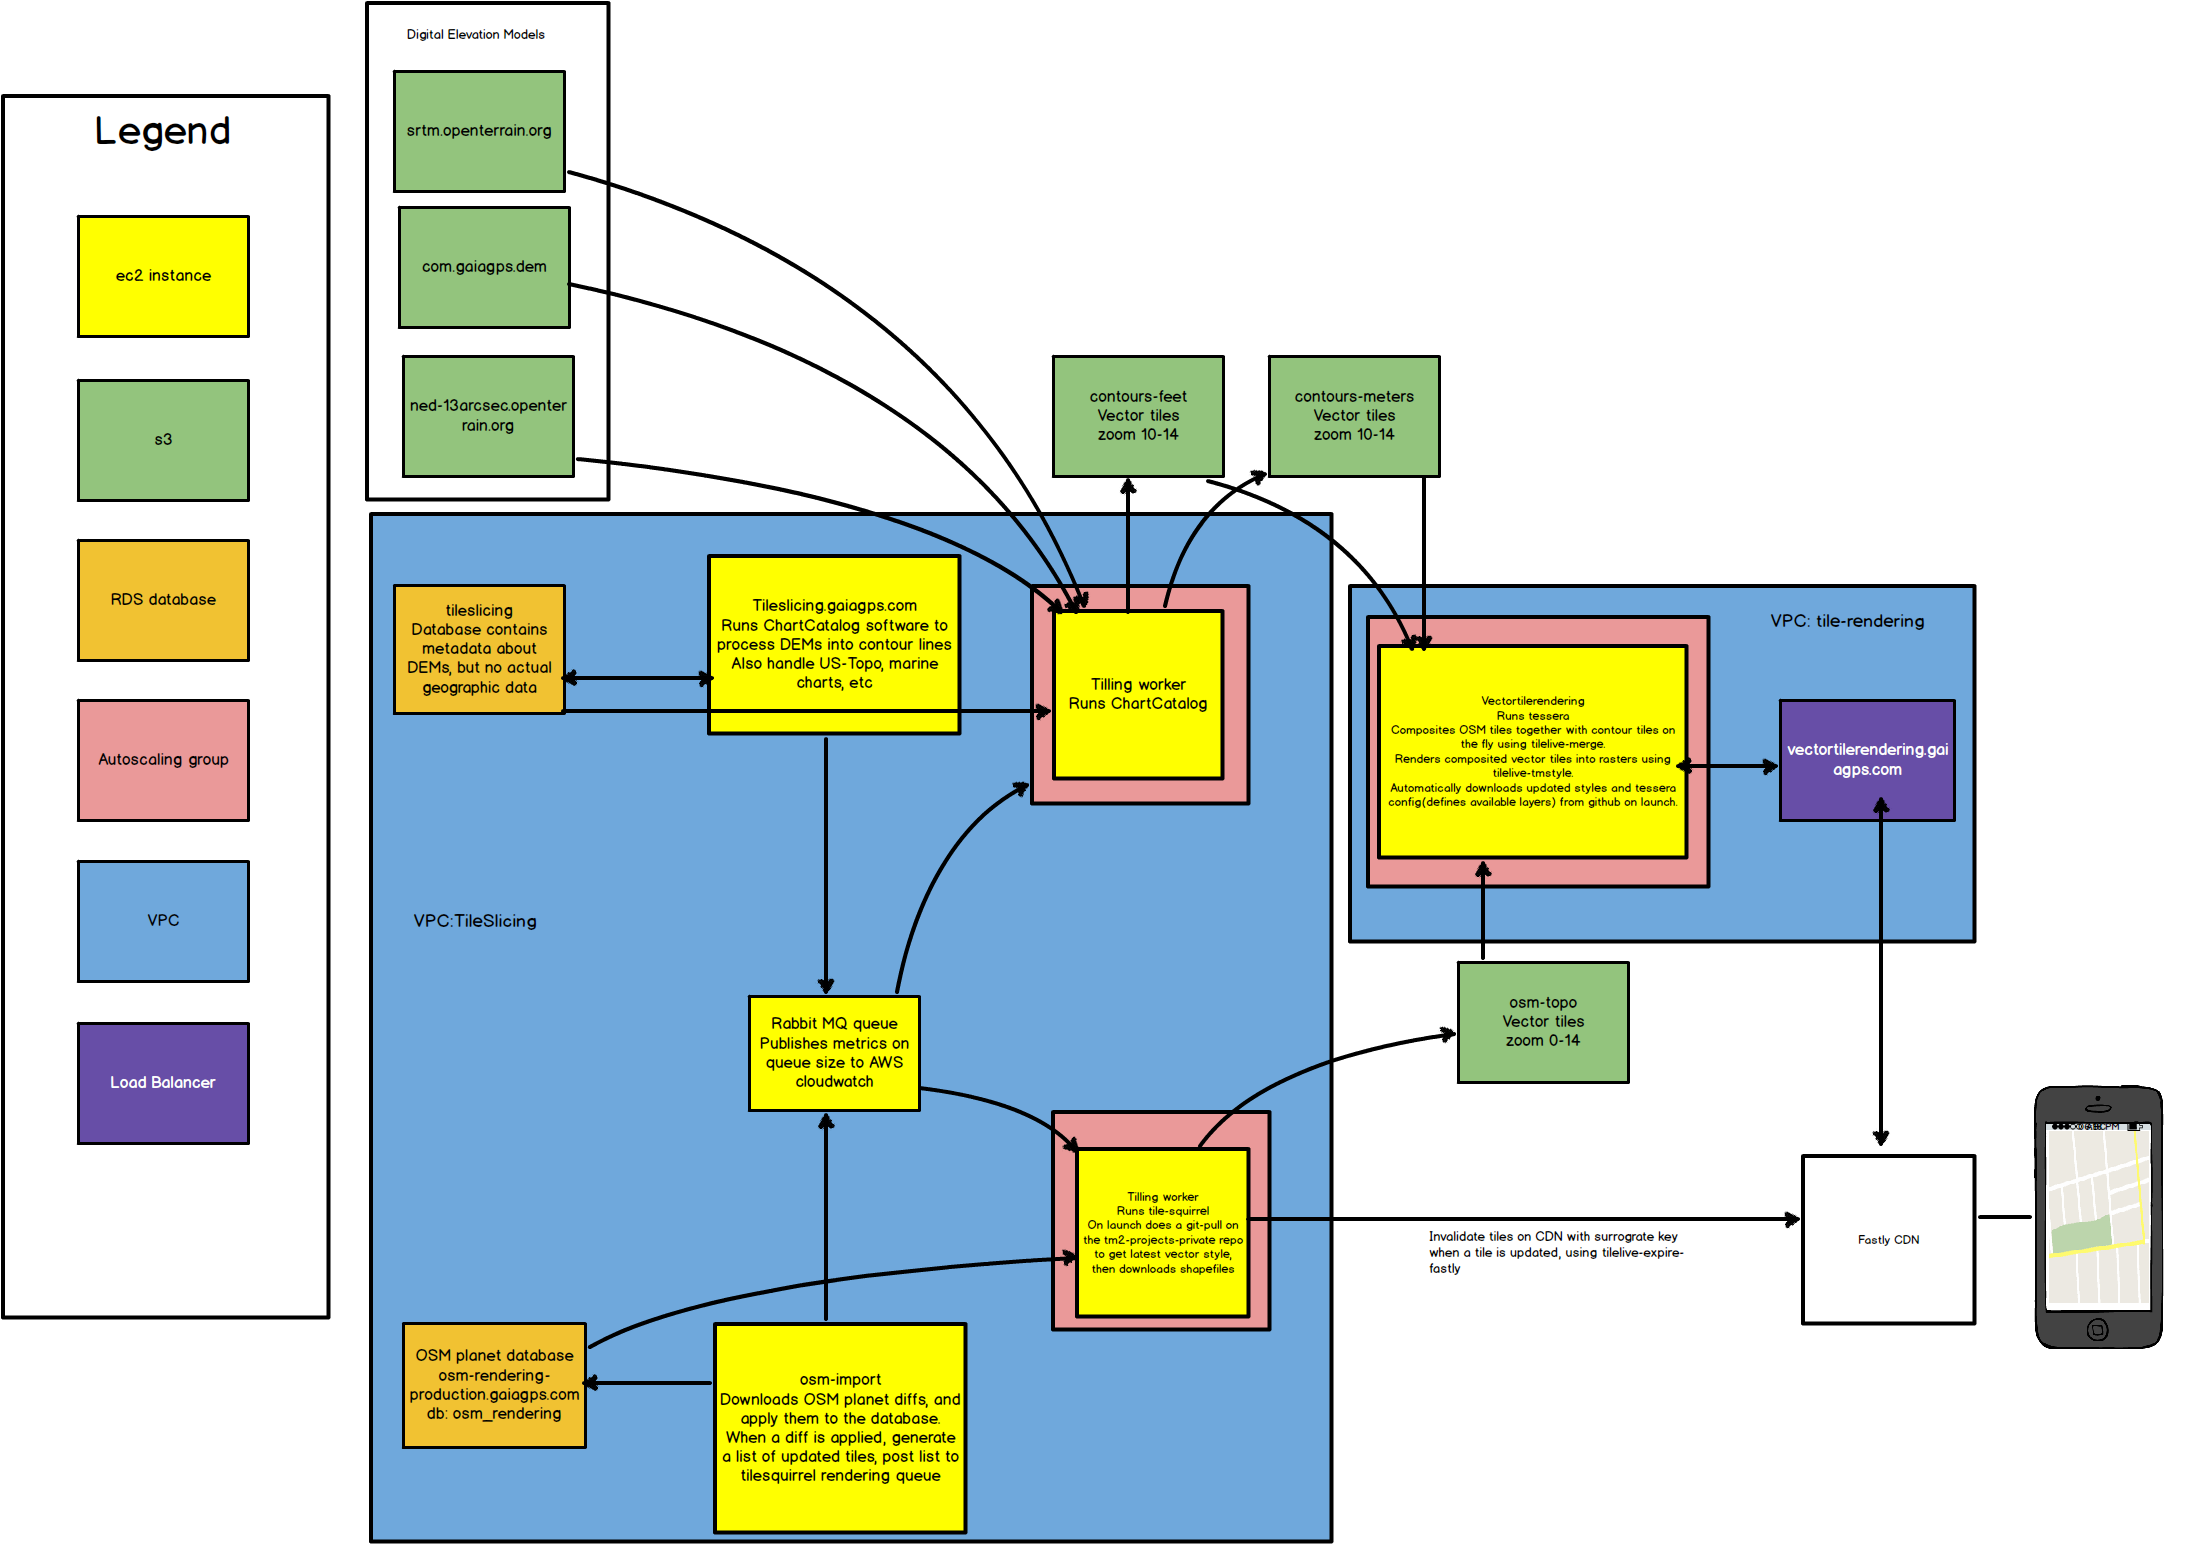 Legend
ec2 instance
s3
RDS database
Autoscaling group
VPC
Load Balancer
Digital Elevation Models
srtm.openterrain.org
com.gaiagps.dem
ned-13arcsec.openter
rain.org
contours-feet
Vector tiles
zoom 10-14
contours-meters
Vector tiles
zoom 10-14
VPC:TileSlicing
tileslicing
Database contains
metadata about
DEMs, but no actual
geographic data
Tileslicing.gaiagps.com
Runs ChartCatalog software to
process DEMs into contour lines
Also handle US-Topo, marine
charts, etc
Tilling worker
Runs ChartCatalog
Rabbit MQ queue
Publishes metrics on
queue size to AWS
cloudwatch
Tilling worker
Runs tile-squirrel
On launch does a git-pull on
the tm2-projects-private repo
to get latest vector style,
then downloads shapefiles
OSM planet database
osm-rendering-
production.gaiagps.com
db: osm_rendering
osm-import
Downloads OSM planet diffs, and
apply them to the database.
When a diff is applied, generate
a list of updated tiles, post list to
tilesquirrel rendering queue
VPC: tile-rendering
Vectortilerendering
Runs tessera
Composites OSM tiles together with contour tiles on
the fly using tilelive-merge.
Renders composited vector tiles into rasters using
tilelive-tmstyle.
Automatically downloads updated styles and tessera
config(defines available layers) from github on launch.
vectortilerendering.gai
agps.com
osm-topo
Vector tiles
zoom 0-14
Invalidate tiles on CDN with surrograte key
when a tile is updated, using tilelive-expire-
fastly
Fastly CDN